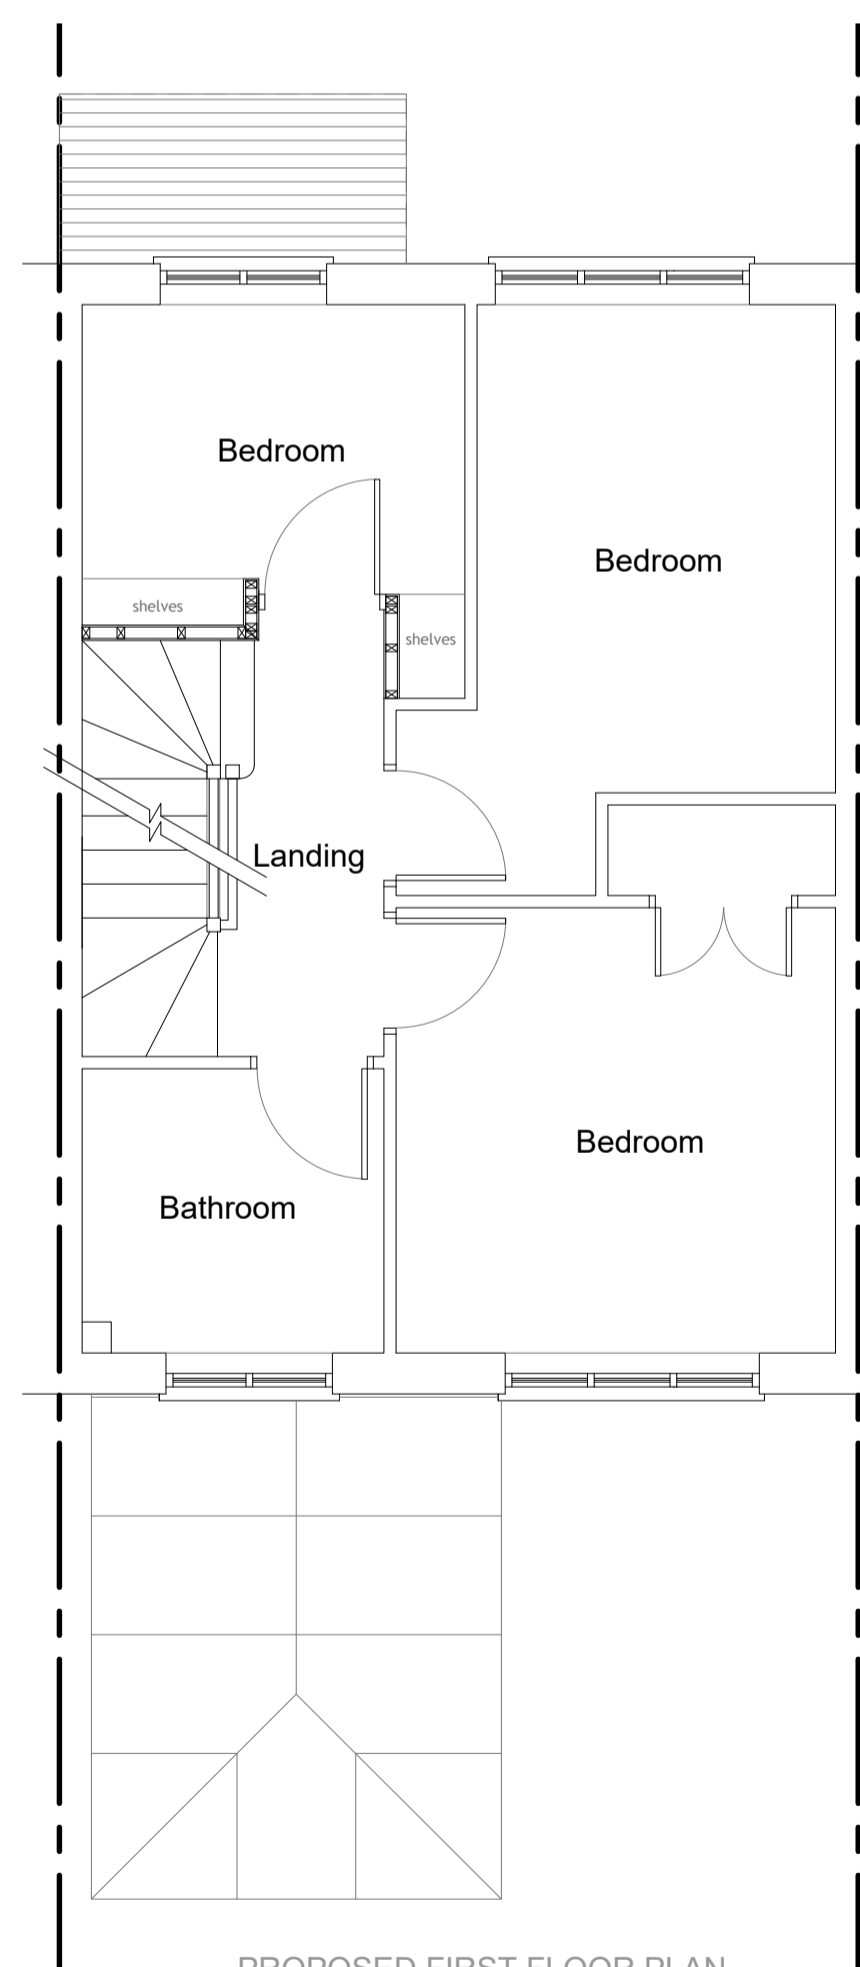 Bedroom
Bedroom
shelves
shelves
Landing
Bedroom
Bathroom
PROPOSED FIRST FLOOR PLAN